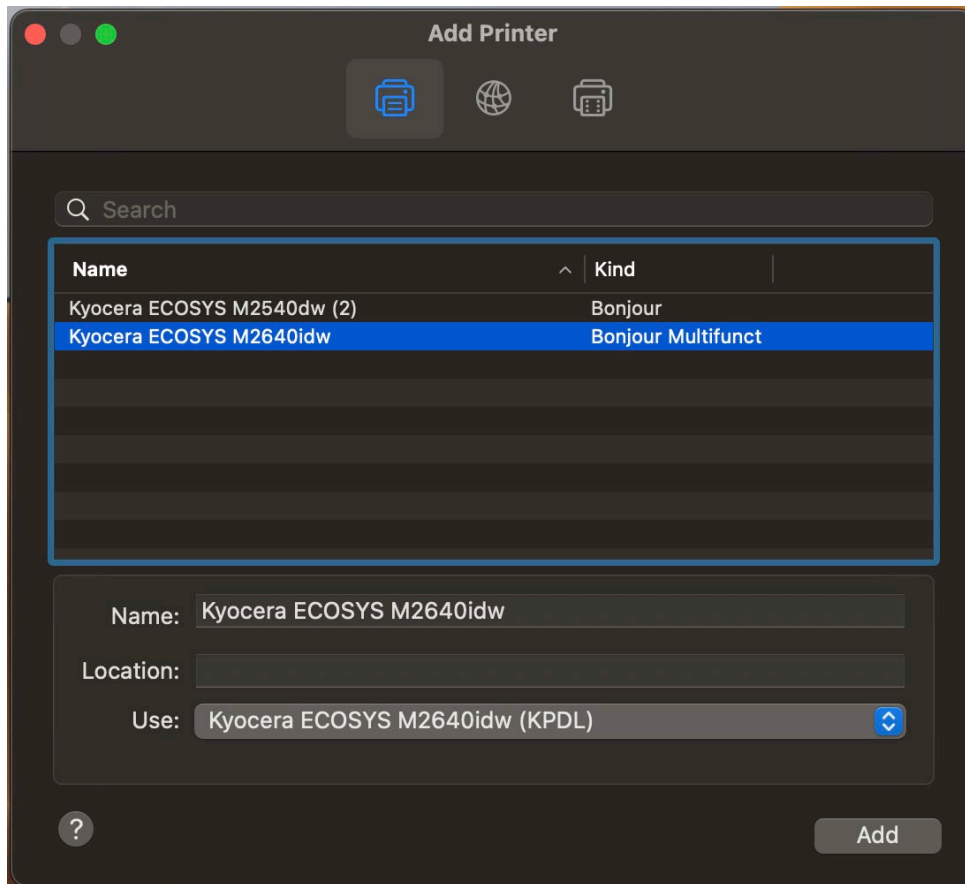 Add Printer
Search
Name Kind
Kyocera ECOSYS M2540dw (2) Bonjour
Kyocera ECOSYS M2640idw Bonjour Multifunct
Name: Kyocera ECOSYS M2640idw
Location:
Use: Kyocera ECOSYS M2640idw (KPDL)
? Add